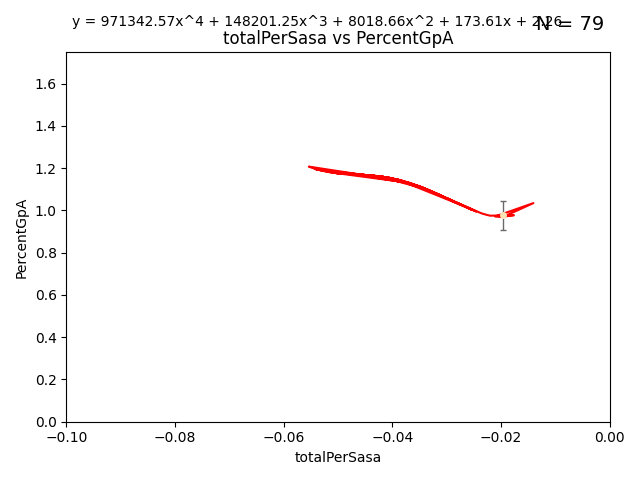 y = 971342.57x^4 + 148201.25x^3 + 8018.66x^2 + 173.61x + 2.26
N = 79
totalPerSasa vs PercentGpA
1.6
1.4
1.2
1.0
0.8
0.6
0.4
0.2
0.0
PercentGpA
−0.10 −0.08 −0.06 −0.04 −0.02 0.00
totalPerSasa